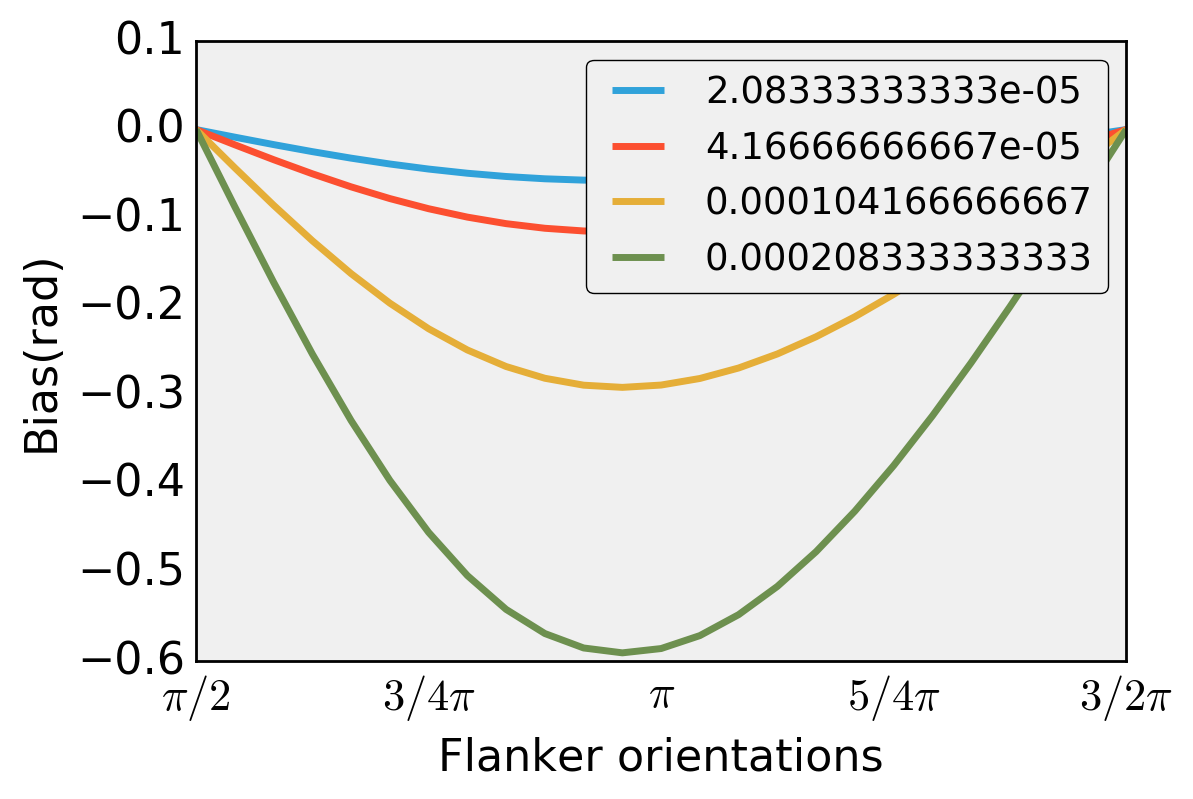 0.1
0.0
−0.1
−0.2
−0.3
−0.4
−0.5
−0.6
Bias(rad)
2.08333333333e-05
4.16666666667e-05
0.000104166666667
0.000208333333333
π/2
3/4π
π
5/4π
3/2π
Flanker orientations